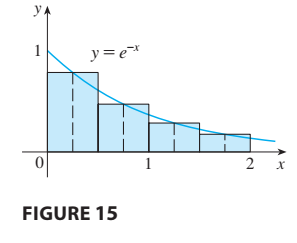 y
1
y = e⁻ˣ
0 1 2 x
FIGURE 15